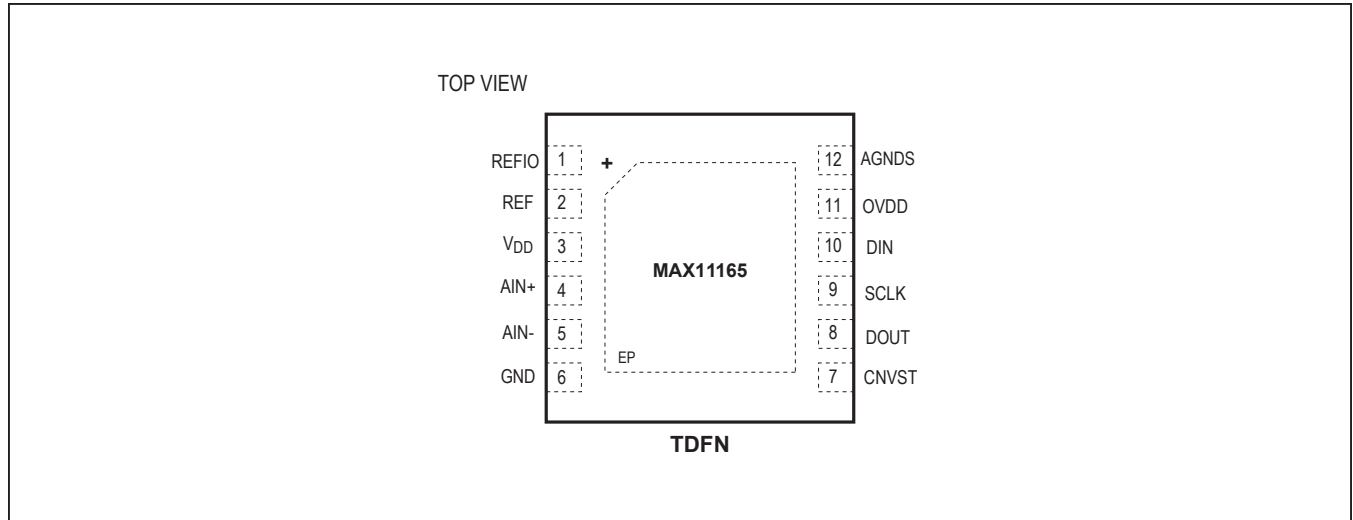 TOP VIEW
REFIO 1 + 12 AGNDS
REF 2 11 OVDD
VDD 3 10 DIN
MAX11165
AIN+ 4 9 SCLK
AIN- 5 8 DOUT
EP
GND 6 7 CNVST
TDFN